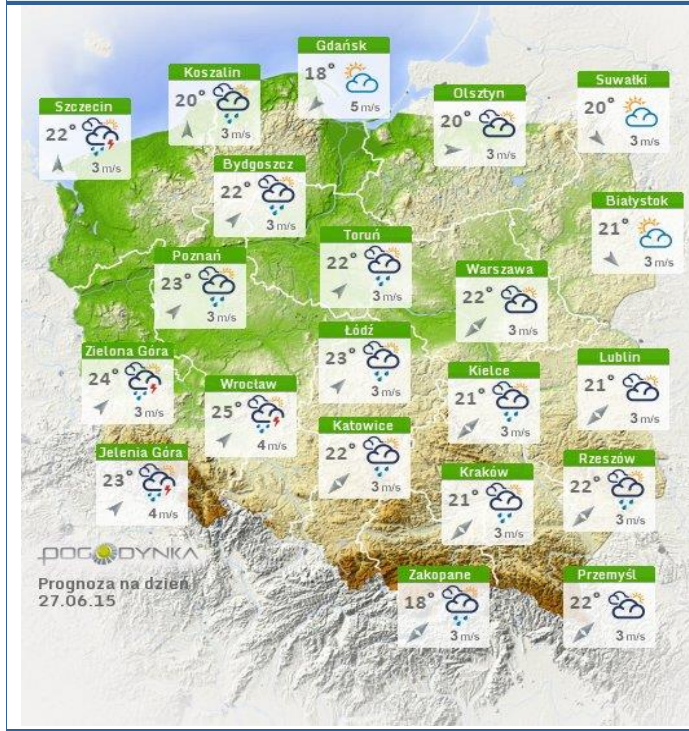 Gdańsk
18°
5 m/s
Koszalin
20°
3 m/s
Suwałki
20°
3 m/s
Olsztyn
20°
3 m/s
Szczecin
22°
3 m/s
Bydgoszcz
22°
3 m/s
Białystok
21°
3 m/s
Toruń
22°
3 m/s
Poznań
23°
3 m/s
Warszawa
22°
3 m/s
Łódź
23°
3 m/s
Zielona Góra
24°
3 m/s
Lublin
21°
3 m/s
Kielce
21°
3 m/s
Wrocław
25°
4 m/s
Katowice
22°
3 m/s
Jelenia Góra
23°
4 m/s
Rzeszów
22°
3 m/s
Kraków
21°
3 m/s
POGODYNKA
Prognoza na dzień
27.06.15
Zakopane
18°
3 m/s
Przemyśl
22°
3 m/s